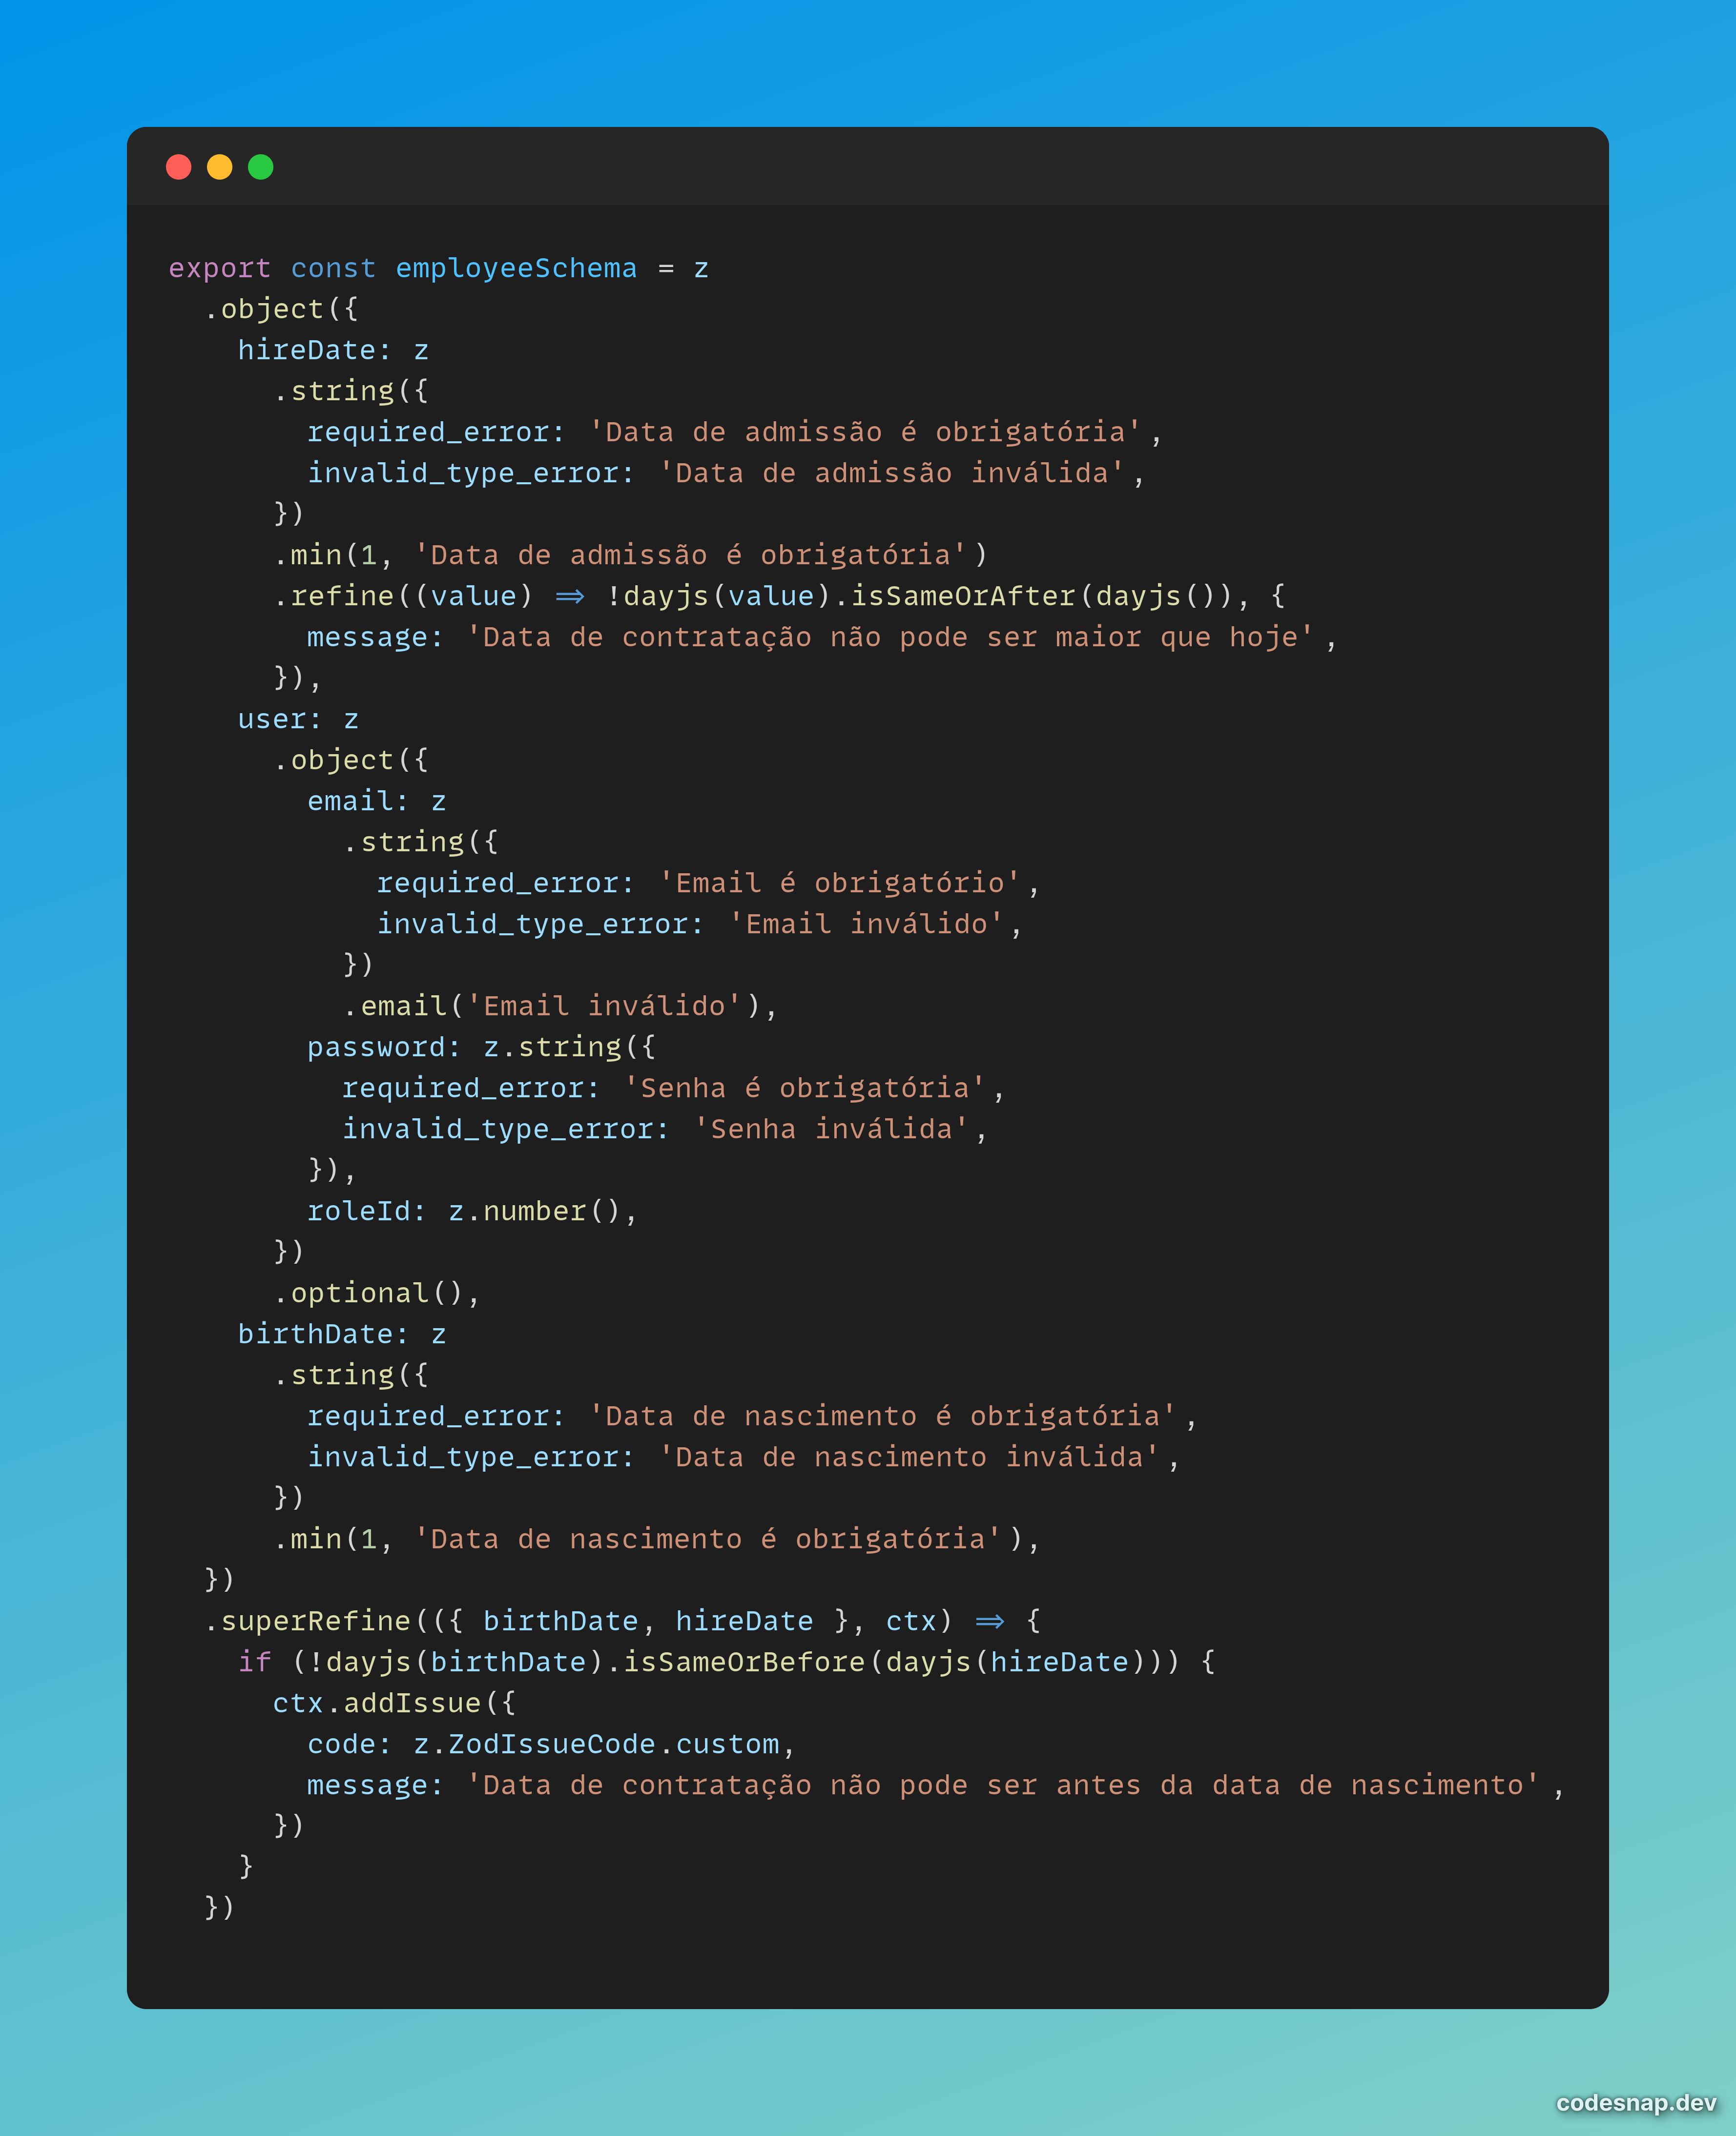 export const employeeSchema = z
  .object({
    hireDate: z
      .string({
        required_error: 'Data de admissão é obrigatória',
        invalid_type_error: 'Data de admissão inválida',
      })
      .min(1, 'Data de admissão é obrigatória')
      .refine((value) => !dayjs(value).isSameOrAfter(dayjs()), {
        message: 'Data de contratação não pode ser maior que hoje',
      }),
    user: z
      .object({
        email: z
          .string({
            required_error: 'Email é obrigatório',
            invalid_type_error: 'Email inválido',
          })
          .email('Email inválido'),
        password: z.string({
          required_error: 'Senha é obrigatória',
          invalid_type_error: 'Senha inválida',
        }),
        roleId: z.number(),
      })
      .optional(),
    birthDate: z
      .string({
        required_error: 'Data de nascimento é obrigatória',
        invalid_type_error: 'Data de nascimento inválida',
      })
      .min(1, 'Data de nascimento é obrigatória'),
  })
  .superRefine(({ birthDate, hireDate }, ctx) => {
    if (!dayjs(birthDate).isSameOrBefore(dayjs(hireDate))) {
      ctx.addIssue({
        code: z.ZodIssueCode.custom,
        message: 'Data de contratação não pode ser antes da data de nascimento',
      })
    }
  })
codesnap.dev